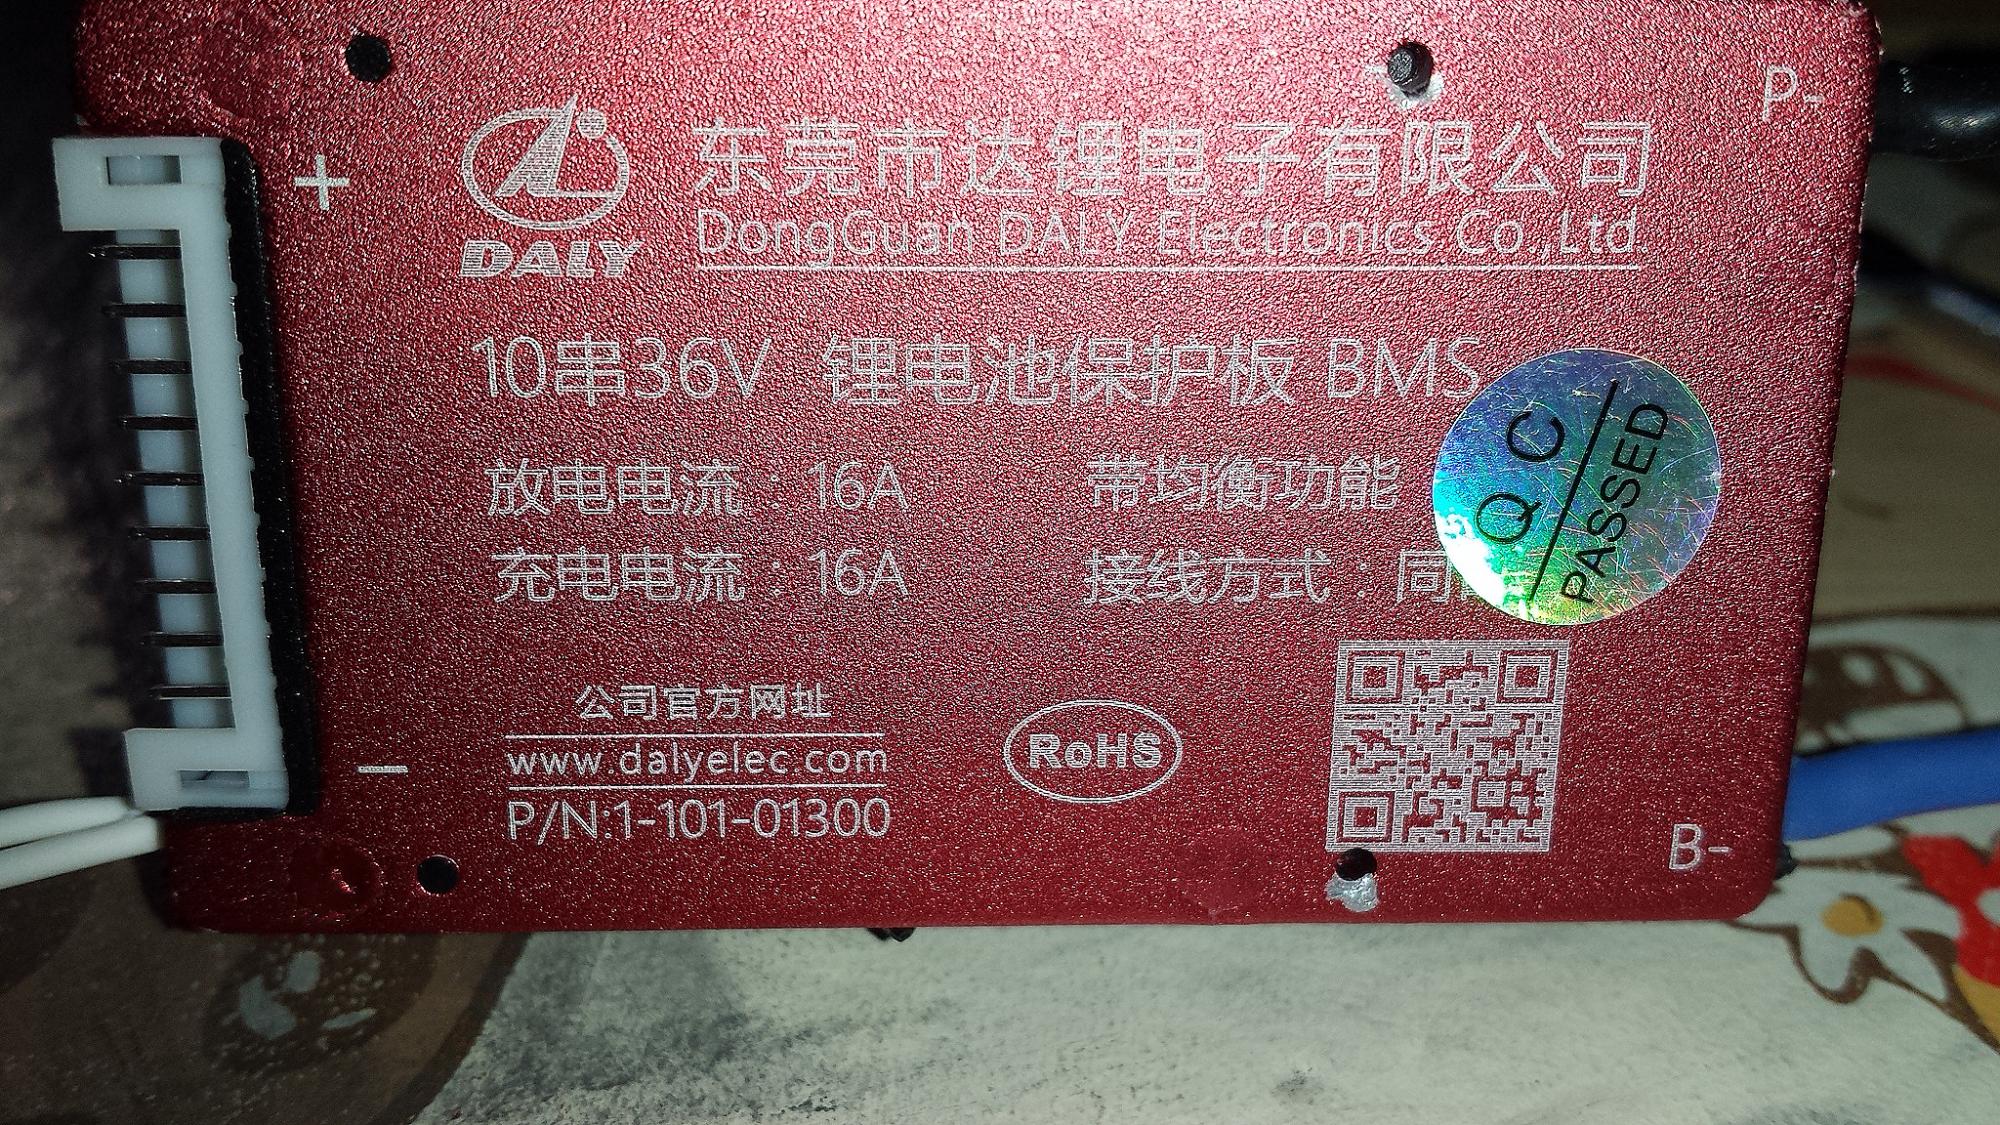 +
P-
DALY
东莞市达锂电子有限公司
DongGuan DALY Electronics Co.,Ltd.
10串36V 锂电池保护板 BMS
放电电流：16A 带均衡功能
充电电流：16A 接线方式：同
Q C
PASSED
公司官方网址
www.dalyelec.com
P/N:1-101-01300
RoHS
-
B-